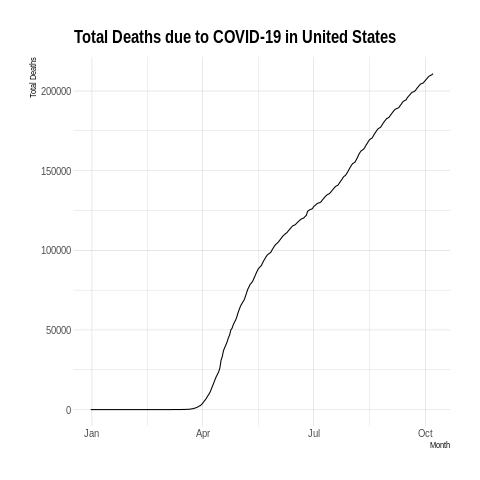 Total Deaths due to COVID-19 in United States
Total Deaths
200000
150000
100000
50000
0
Jan Apr Jul Oct
Month